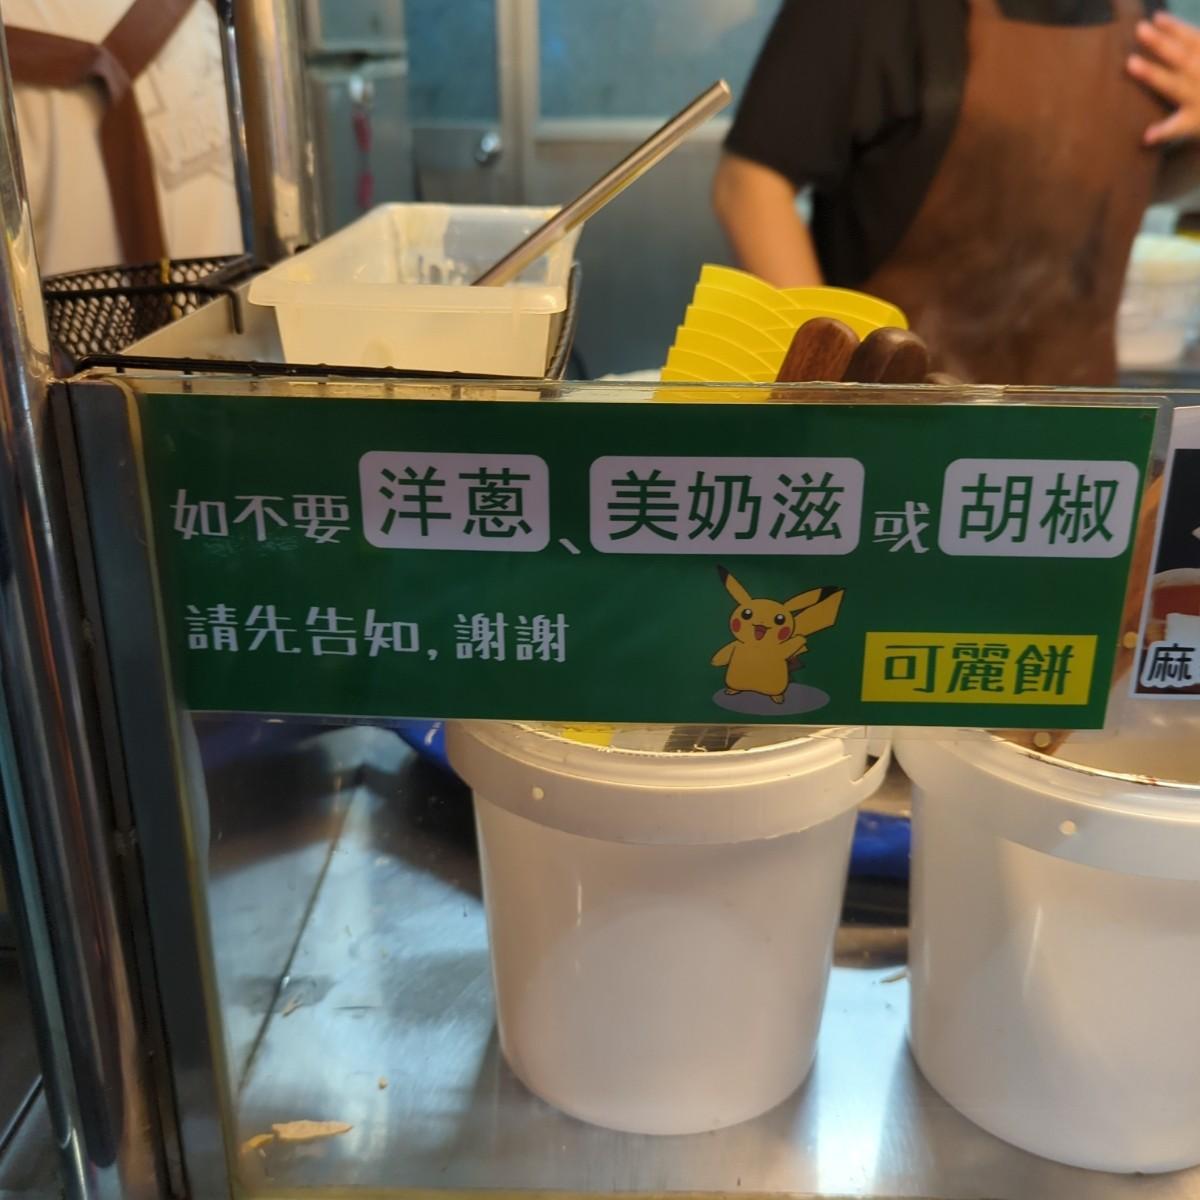 如不要 洋蔥、美奶滋 或 胡椒
請先告知, 謝謝
可麗餅
麻